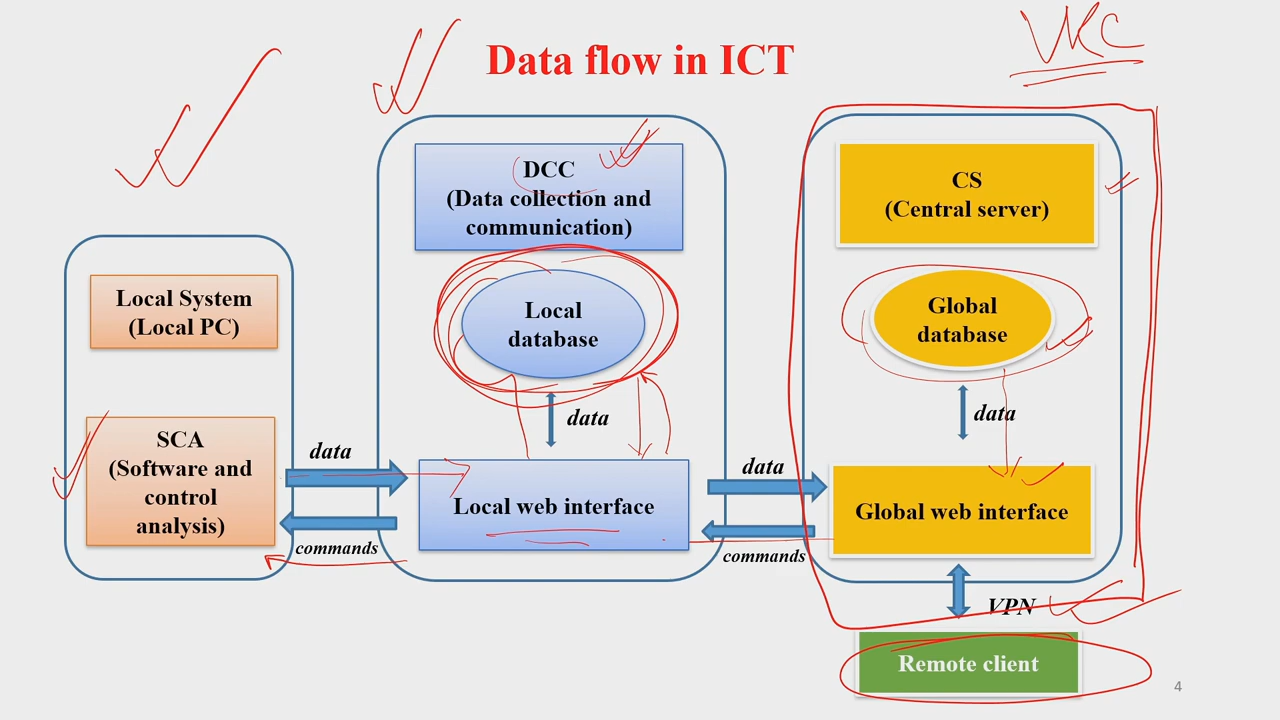 Data flow in ICT
VKC
Local System
(Local PC)
SCA
(Software and
control
analysis)
data
commands
DCC
(Data collection and
communication)
Local
database
data
Local web interface
data
commands
CS
(Central server)
Global
database
data
Global web interface
VPN
Remote client
4